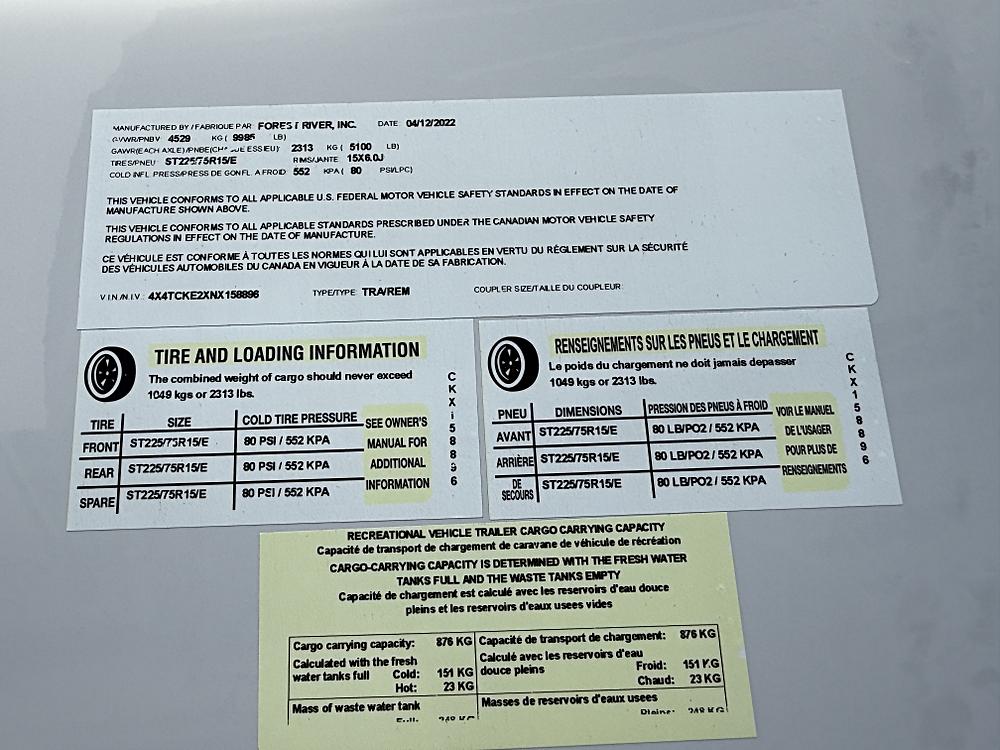 MANUFACTURED BY / FABRIQUE PAR: FOREST RIVER, INC. DATE: 04/12/2022
GVWR/PNBV 4529 KG ( 9985 LB)
GAWR(EACH AXLE)/PNBE(CHAQUE ESSIEU): 2313 KG ( 5100 LB)
TIRES/PNEU ST225/75R15/E RIMS/JANTE 15X6.0J
COLD INFL. PRESS/PRESS DE GONFL. A FROID 552 KPA ( 80 PSI/LPC)
THIS VEHICLE CONFORMS TO ALL APPLICABLE U.S. FEDERAL MOTOR VEHICLE SAFETY STANDARDS IN EFFECT ON THE DATE OF
MANUFACTURE SHOWN ABOVE.
THIS VEHICLE CONFORMS TO ALL APPLICABLE STANDARDS PRESCRIBED UNDER THE CANADIAN MOTOR VEHICLE SAFETY
REGULATIONS IN EFFECT ON THE DATE OF MANUFACTURE.
CE VÉHICULE EST CONFORME À TOUTES LES NORMES QUI LUI SONT APPLICABLES EN VERTU DU RÈGLEMENT SUR LA SÉCURITÉ
DES VÉHICULES AUTOMOBILES DU CANADA EN VIGUEUR À LA DATE DE SA FABRICATION.
V.I.N./N.I.V.: 4X4TCKE2XNX158896 TYPE/TYPE: TRA/REM COUPLER SIZE/TAILLE DU COUPLEUR:
TIRE AND LOADING INFORMATION
The combined weight of cargo should never exceed
1049 kgs or 2313 lbs.
TIRE SIZE COLD TIRE PRESSURE
FRONT ST225/75R15/E 80 PSI / 552 KPA
REAR ST225/75R15/E 80 PSI / 552 KPA
SPARE ST225/75R15/E 80 PSI / 552 KPA
SEE OWNER'S
MANUAL FOR
ADDITIONAL
INFORMATION
CKX158896
RENSEIGNEMENTS SUR LES PNEUS ET LE CHARGEMENT
Le poids du chargement ne doit jamais depasser
1049 kgs or 2313 lbs.
PNEU DIMENSIONS PRESSION DES PNEUS À FROID
AVANT ST225/75R15/E 80 LB/PO2 / 552 KPA
ARRIÈRE ST225/75R15/E 80 LB/PO2 / 552 KPA
DE SECOURS ST225/75R15/E 80 LB/PO2 / 552 KPA
VOIR LE MANUEL
DE L'USAGER
POUR PLUS DE
RENSEIGNEMENTS
CKX158896
RECREATIONAL VEHICLE TRAILER CARGO CARRYING CAPACITY
Capacité de transport de chargement de caravane de véhicule de récréation
CARGO-CARRYING CAPACITY IS DETERMINED WITH THE FRESH WATER
TANKS FULL AND THE WASTE TANKS EMPTY
Capacité de chargement est calculé avec les reservoirs d'eau douce
pleins et les reservoirs d'eaux usees vides
Cargo carrying capacity: 876 KG
Calculated with the fresh
water tanks full Cold: 151 KG
Hot: 23 KG
Mass of waste water tank
Capacité de transport de chargement: 876 KG
Calculé avec les reservoirs d'eau
douce pleins Froid: 151 KG
Chaud: 23 KG
Masses de reservoirs d'eaux usees